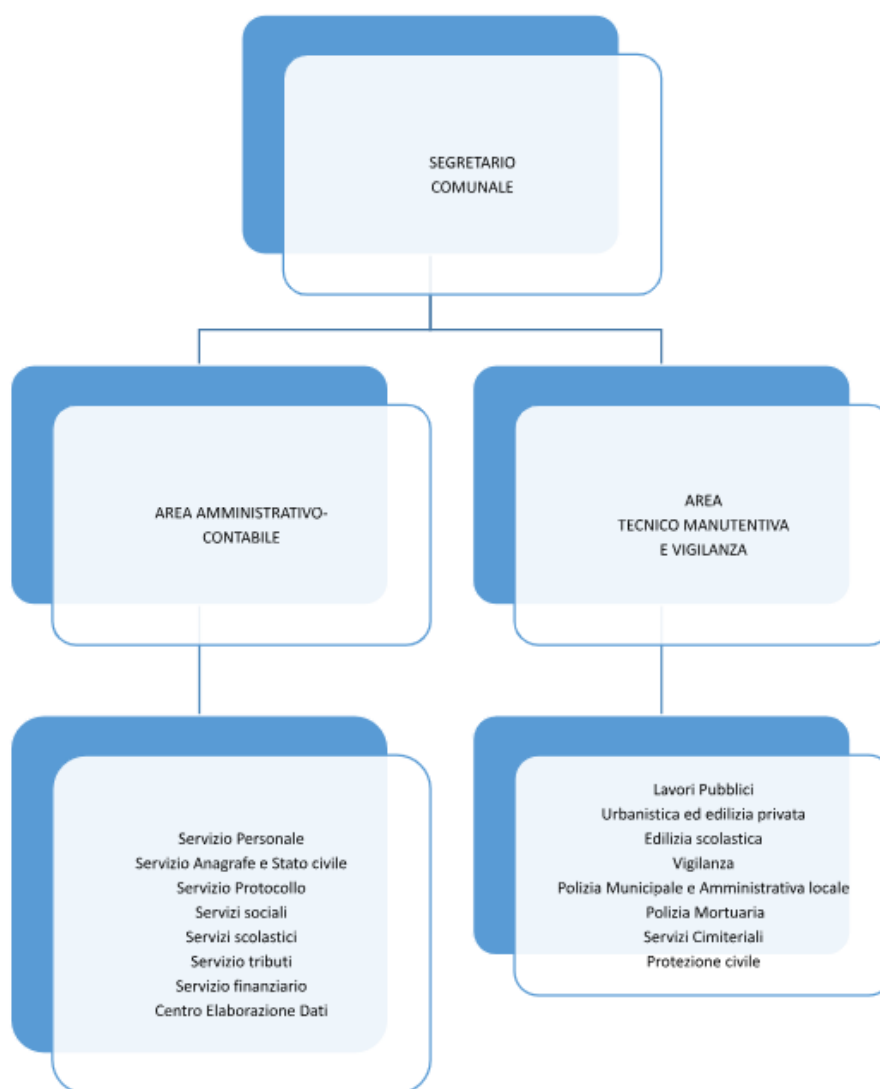 SEGRETARIO
COMUNALE
AREA AMMINISTRATIVO-
CONTABILE
AREA
TECNICO MANUTENTIVA
E VIGILANZA
Servizio Personale
Servizio Anagrafe e Stato civile
Servizio Protocollo
Servizi sociali
Servizi scolastici
Servizio tributi
Servizio finanziario
Centro Elaborazione Dati
Lavori Pubblici
Urbanistica ed edilizia privata
Edilizia scolastica
Vigilanza
Polizia Municipale e Amministrativa locale
Polizia Mortuaria
Servizi Cimiteriali
Protezione civile